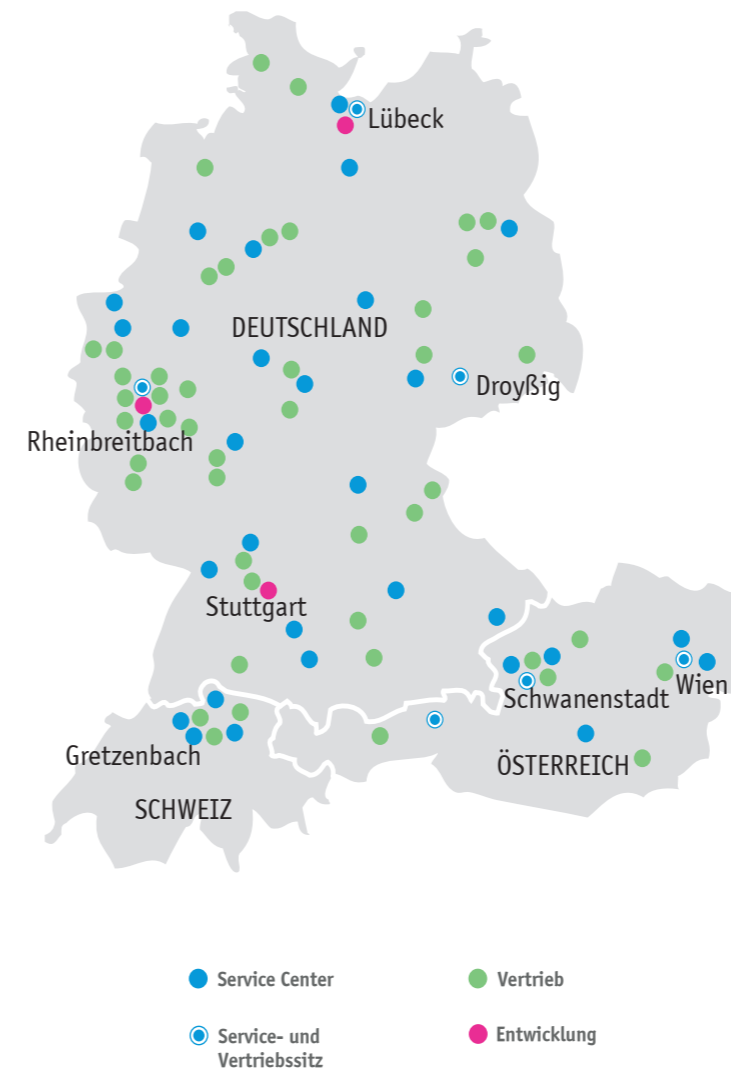 Lübeck
DEUTSCHLAND
Droyßig
Rheinbreitbach
Stuttgart
Schwanenstadt
Wien
Gretzenbach
ÖSTERREICH
SCHWEIZ
Service Center
Vertrieb
Service- und
Vertriebssitz
Entwicklung